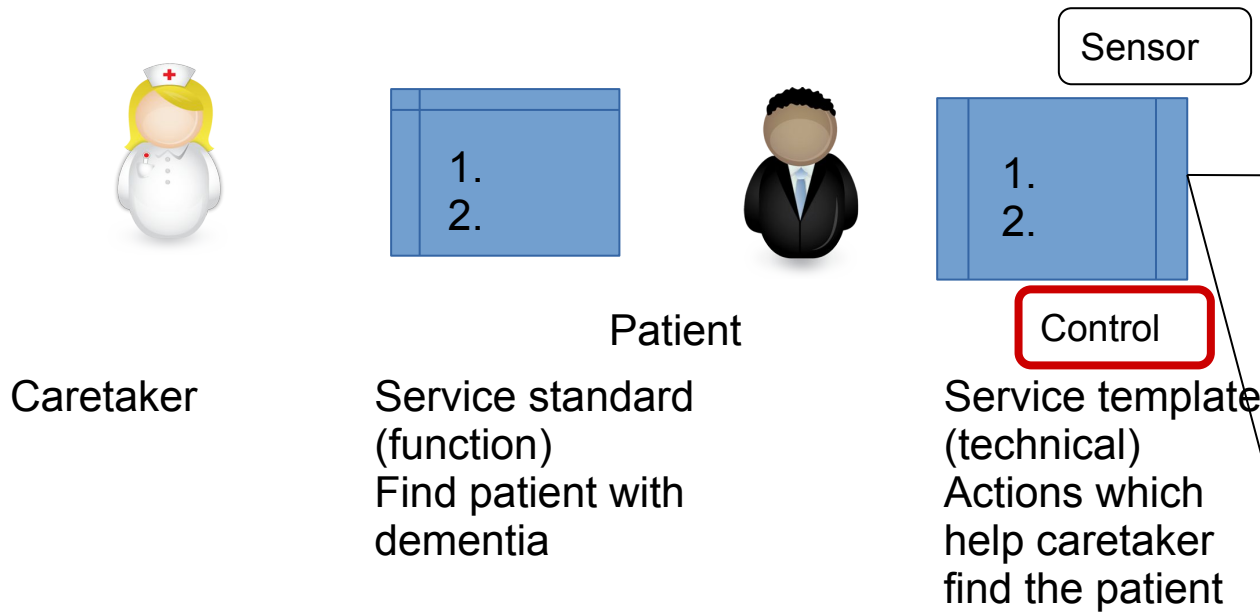 Sensor
1.
2.
1.
2.
Patient
Control
Caretaker
Service standard
(function)
Find patient with
dementia
Service template
(technical)
Actions which
help caretaker
find the patient